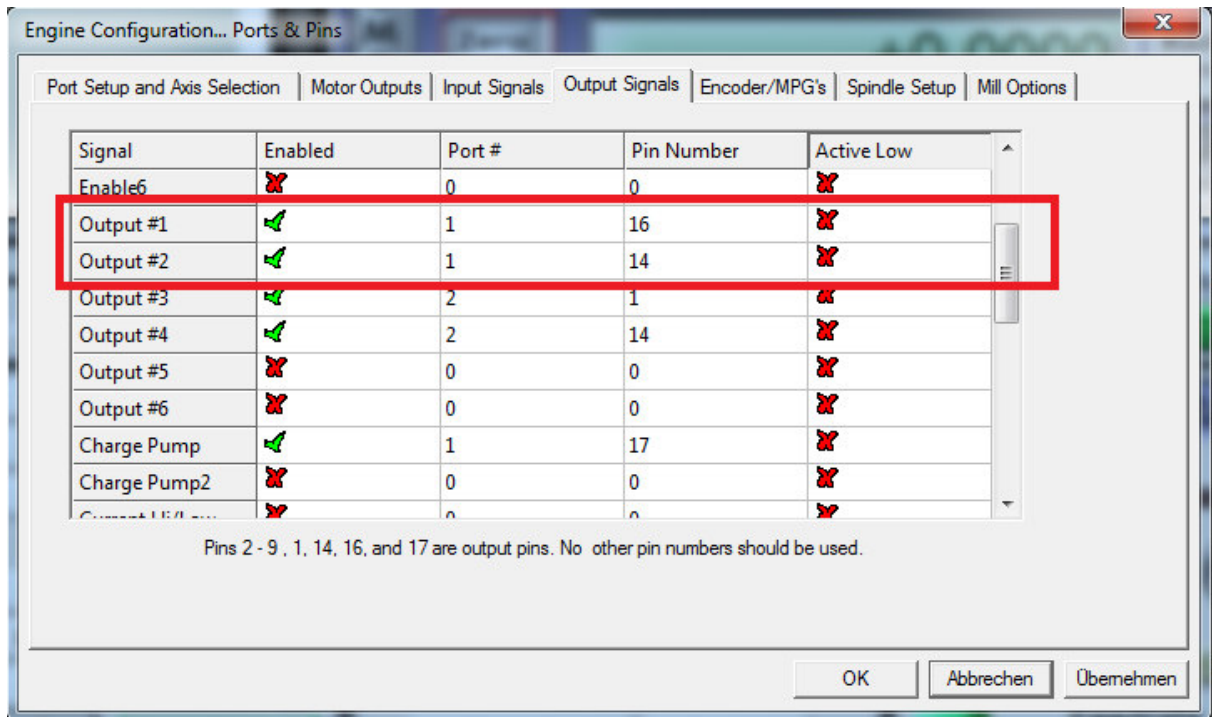 Engine Configuration... Ports & Pins
Port Setup and Axis Selection Motor Outputs Input Signals Output Signals Encoder/MPG's Spindle Setup Mill Options
Signal Enabled Port # Pin Number Active Low
Enable6 0 0
Output #1 1 16
Output #2 1 14
Output #3 2 1
Output #4 2 14
Output #5 0 0
Output #6 0 0
Charge Pump 1 17
Charge Pump2 0 0
Pins 2 - 9 , 1, 14, 16, and 17 are output pins. No other pin numbers should be used.
OK Abbrechen Übernehmen